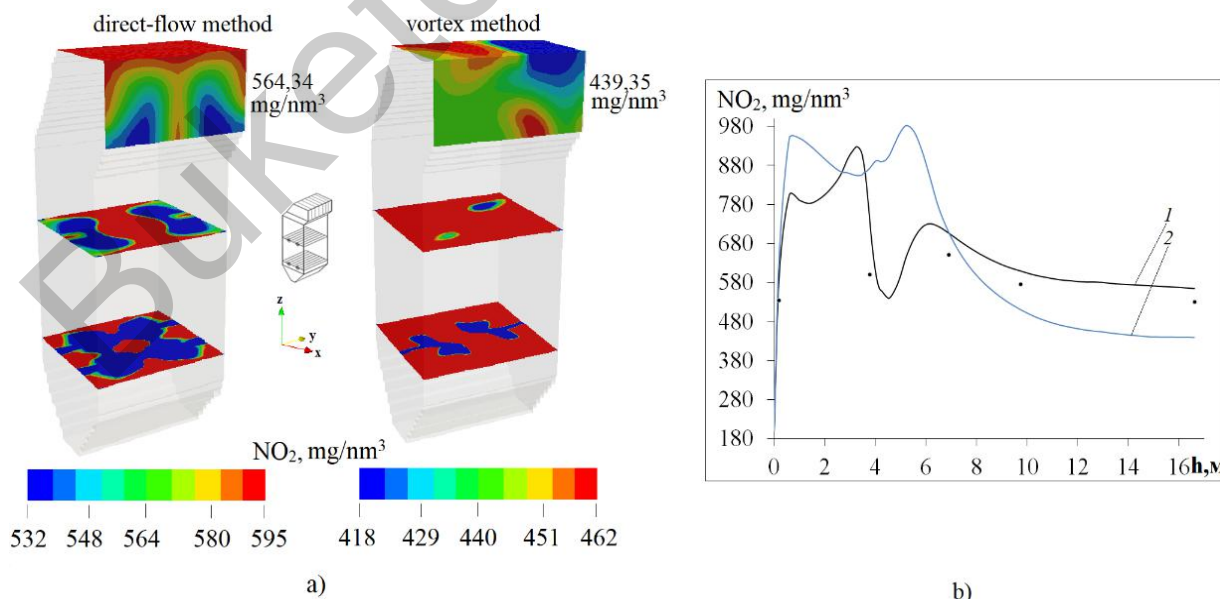 direct-flow method
vortex method
564,34
mg/nm³
439,35
mg/nm³
z
y
x
NO₂, mg/nm³
532 548 564 580 595
418 429 440 451 462
a)
NO₂, mg/nm³
980
880
780
680
580
480
380
280
180
1
2
0 2 4 6 8 10 12 14 16 h,м
b)
Buketo